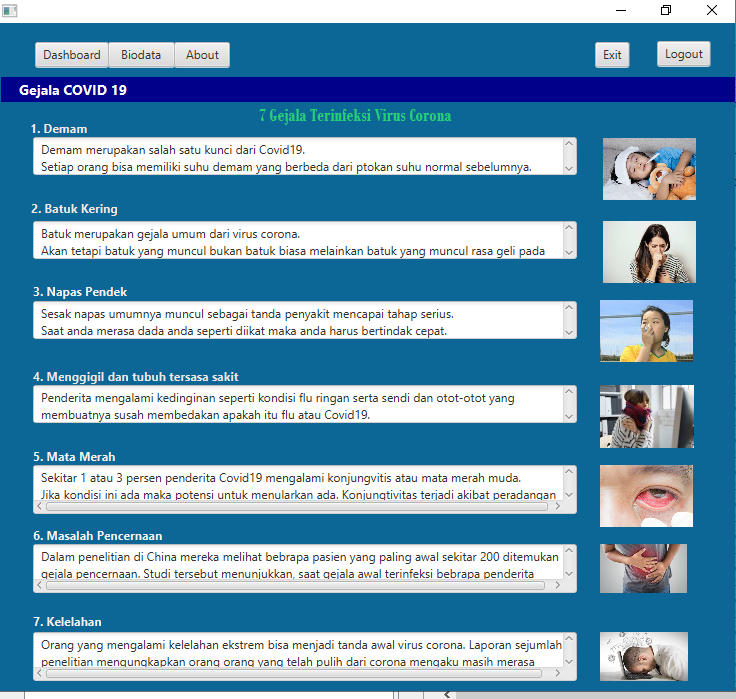 Dashboard Biodata About Exit Logout
Gejala COVID 19
7 Gejala Terinfeksi Virus Corona
1. Demam
Demam merupakan salah satu kunci dari Covid19.
Setiap orang bisa memiliki suhu demam yang berbeda dari ptokan suhu normal sebelumnya.
2. Batuk Kering
Batuk merupakan gejala umum dari virus corona.
Akan tetapi batuk yang muncul bukan batuk biasa melainkan batuk yang muncul rasa geli pada
3. Napas Pendek
Sesak napas umumnya muncul sebagai tanda penyakit mencapai tahap serius.
Saat anda merasa dada anda seperti diikat maka anda harus bertindak cepat.
4. Menggigil dan tubuh tersasa sakit
Penderita mengalami kedinginan seperti kondisi flu ringan serta sendi dan otot-otot yang
membuatnya susah membedakan apakah itu flu atau Covid19.
5. Mata Merah
Sekitar 1 atau 3 persen penderita Covid19 mengalami konjungvitis atau mata merah muda.
Jika kondisi ini ada maka potensi untuk menularkan ada. Konjungtivitas terjadi akibat peradangan
6. Masalah Pencernaan
Dalam penelitian di China mereka melihat bebrapa pasien yang paling awal sekitar 200 ditemukan
gejala pencernaan. Studi tersebut menunjukkan, saat gejala awal terinfeksi bebrapa penderita
7. Kelelahan
Orang yang mengalami kelelahan ekstrem bisa menjadi tanda awal virus corona. Laporan sejumlah
penelitian mengungkapkan orang orang yang telah pulih dari corona mengaku masih merasa